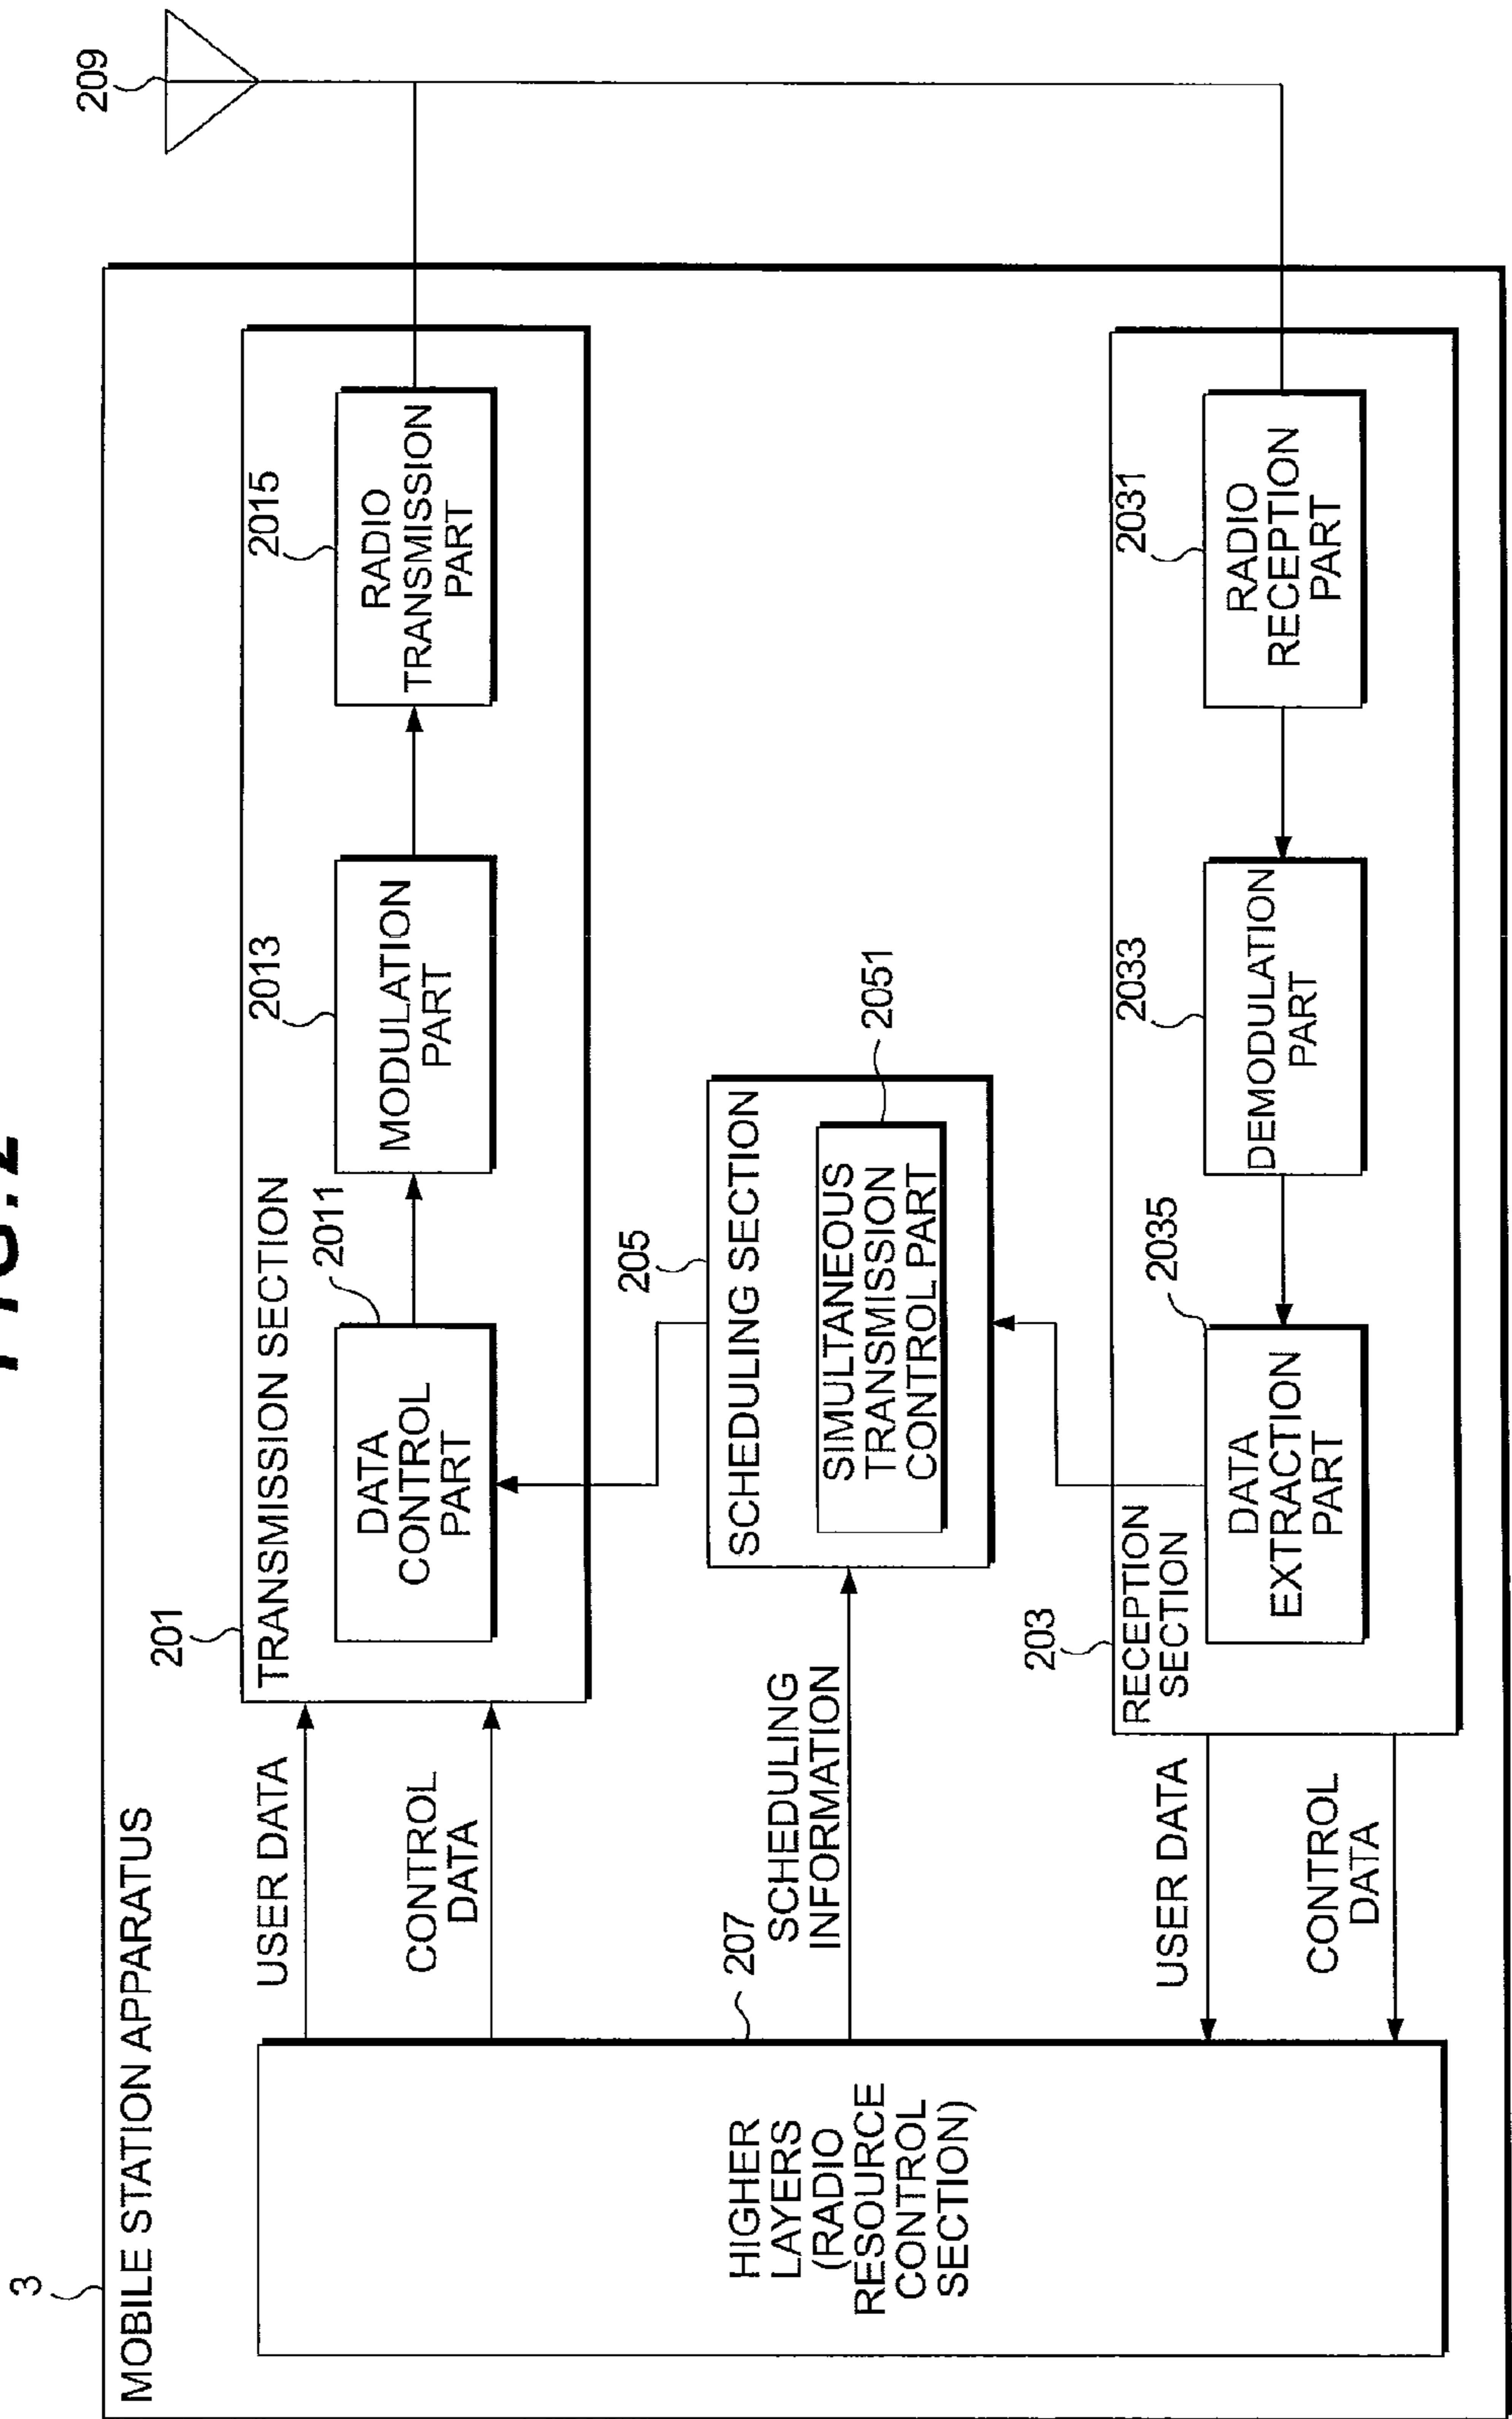 FIG.2
3
MOBILE STATION APPARATUS
209
201
TRANSMISSION SECTION
USER DATA
CONTROL
DATA
2011
DATA
CONTROL
PART
2013
MODULATION
PART
2015
RADIO
TRANSMISSION
PART
207
HIGHER
LAYERS
(RADIO
RESOURCE
CONTROL
SECTION)
SCHEDULING
INFORMATION
205
SCHEDULING SECTION
2051
SIMULTANEOUS
TRANSMISSION
CONTROL PART
203
RECEPTION
SECTION
USER DATA
CONTROL
DATA
2035
DATA
EXTRACTION
PART
2033
DEMODULATION
PART
2031
RADIO
RECEPTION
PART